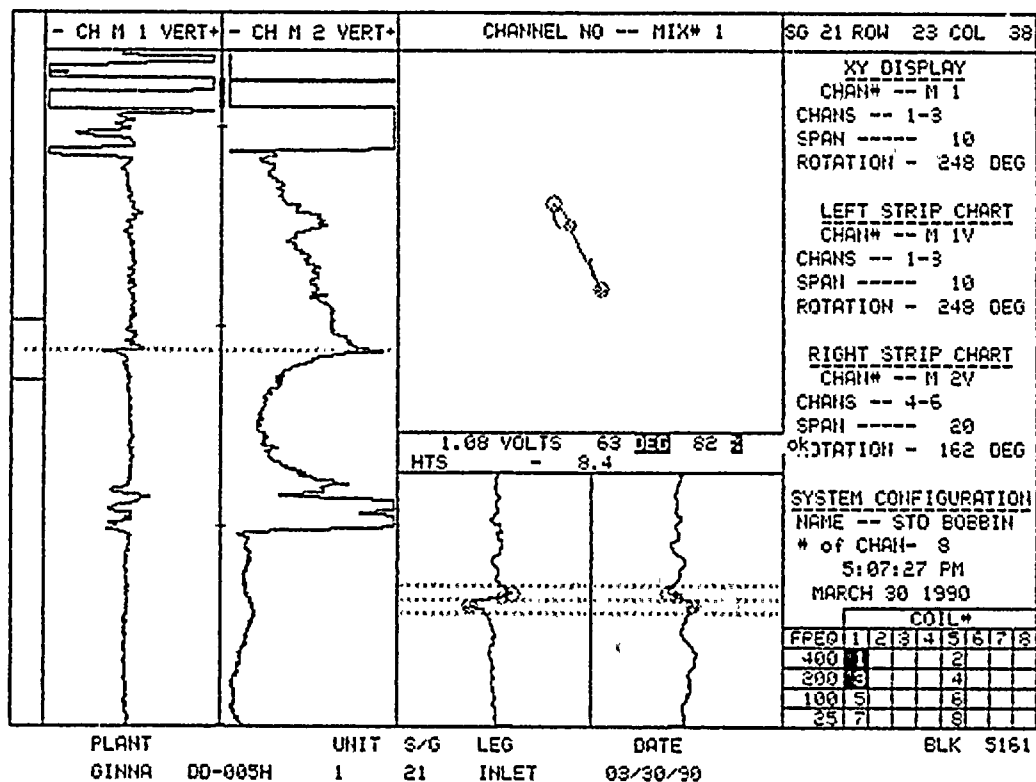 - CH M 1 VERT+ - CH M 2 VERT+ CHANNEL NO -- MIX# 1 SG 21 ROW 23 COL 38
XY DISPLAY
CHAN# -- M 1
CHANS -- 1-3
SPAN ----- 10
ROTATION - 248 DEG
LEFT STRIP CHART
CHAN# -- M 1V
CHANS -- 1-3
SPAN ----- 10
ROTATION - 248 DEG
RIGHT STRIP CHART
CHAN# -- M 2V
CHANS -- 4-6
SPAN ----- 20
ROTATION - 162 DEG
1.08 VOLTS 63 DEG 82 % ok
HTS - 8.4
SYSTEM CONFIGURATION
NAME -- STD BOBBIN
# of CHAN- 8
5:07:27 PM
MARCH 30 1990
COIL#
FREQ 1 2 3 4 5 6 7 8
400 1 2
200 3 4
100 5 6
25 7 8
PLANT UNIT S/G LEG DATE BLK 5161
GINNA DD-005H 1 21 INLET 03/30/90